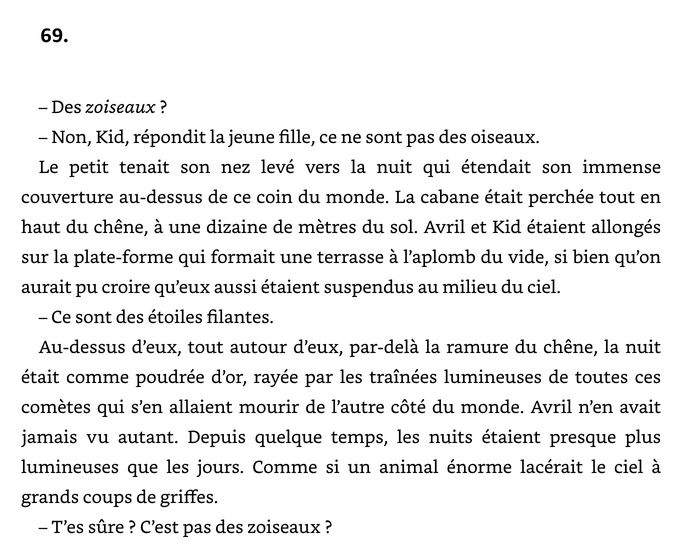 69.
– Des zoiseaux ?
– Non, Kid, répondit la jeune fille, ce ne sont pas des oiseaux.
Le petit tenait son nez levé vers la nuit qui étendait son immense
couverture au-dessus de ce coin du monde. La cabane était perchée tout en
haut du chêne, à une dizaine de mètres du sol. Avril et Kid étaient allongés
sur la plate-forme qui formait une terrasse à l’aplomb du vide, si bien qu’on
aurait pu croire qu’eux aussi étaient suspendus au milieu du ciel.
– Ce sont des étoiles filantes.
Au-dessus d’eux, tout autour d’eux, par-delà la ramure du chêne, la nuit
était comme poudrée d’or, rayée par les traînées lumineuses de toutes ces
comètes qui s’en allaient mourir de l’autre côté du monde. Avril n’en avait
jamais vu autant. Depuis quelque temps, les nuits étaient presque plus
lumineuses que les jours. Comme si un animal énorme lacérait le ciel à
grands coups de griffes.
– T’es sûre ? C’est pas des zoiseaux ?